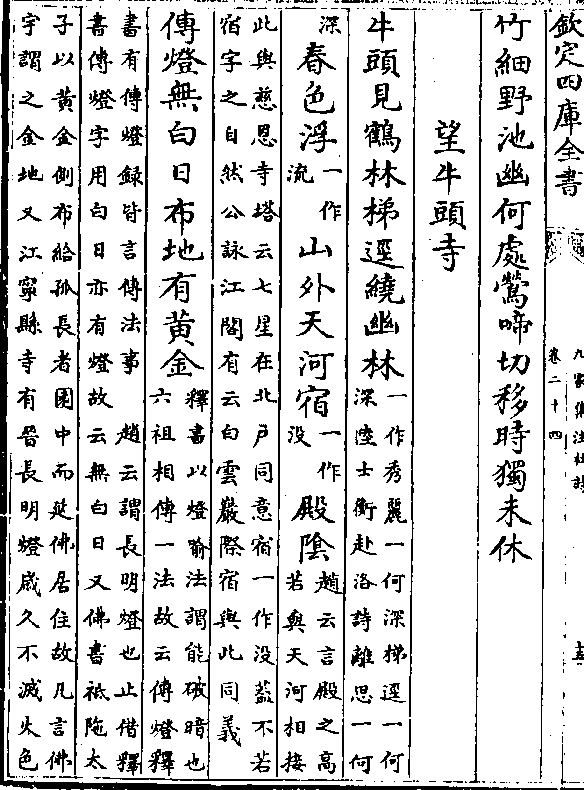 欽定四庫全書
九家集注杜詩
卷二十四
竹細野池幽何處鶯啼切移時獨未休
望牛頭寺
牛頭見鶴林梯逕繞幽林
一作秀麗一何深梯逕一何
深陸士衡赴洛詩離思一何
深
春色浮
一作
流
山外天河宿
一作
没
殿陰
趙云言殿之高
若與天河相接
此與慈恩寺塔云七星在北户同意宿一作没蓋不若
宿字之自然公詠江閣有云白雲巖際宿與此同義
傳燈無白日布地有黄金
釋書以燈喻法謂能破暗也
六祖相傳一法故云傳燈釋
書有傳燈録皆言傳法事 趙云謂長明燈也止借釋
書傳燈字用白日亦有燈故云無白日又佛書祗陁太
子以黄金側布給孤長者園中而延佛居住故凡言佛
字謂之金地又江寧縣寺有晉長明燈歲久不滅火色